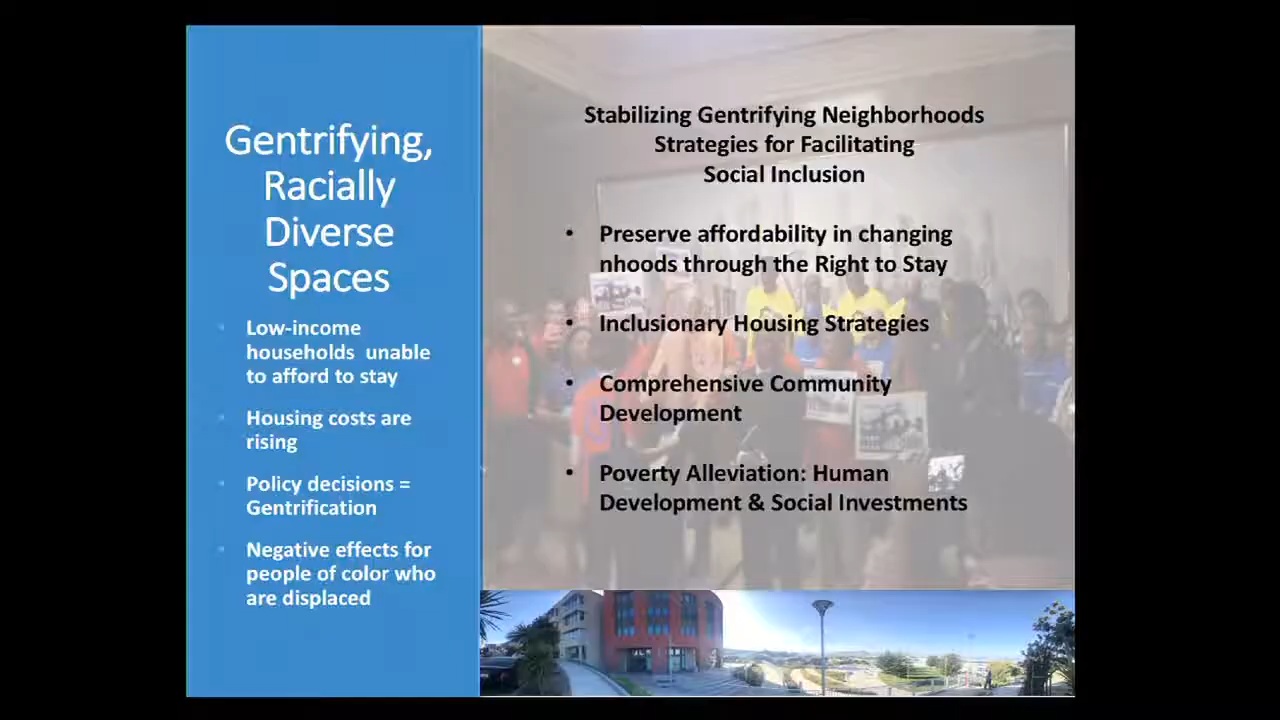 Gentrifying,
Racially
Diverse
Spaces
• Low-income
households unable
to afford to stay
• Housing costs are
rising
• Policy decisions =
Gentrification
• Negative effects for
people of color who
are displaced
Stabilizing Gentrifying Neighborhoods
Strategies for Facilitating
Social Inclusion
• Preserve affordability in changing
nhoods through the Right to Stay
• Inclusionary Housing Strategies
• Comprehensive Community
Development
• Poverty Alleviation: Human
Development & Social Investments